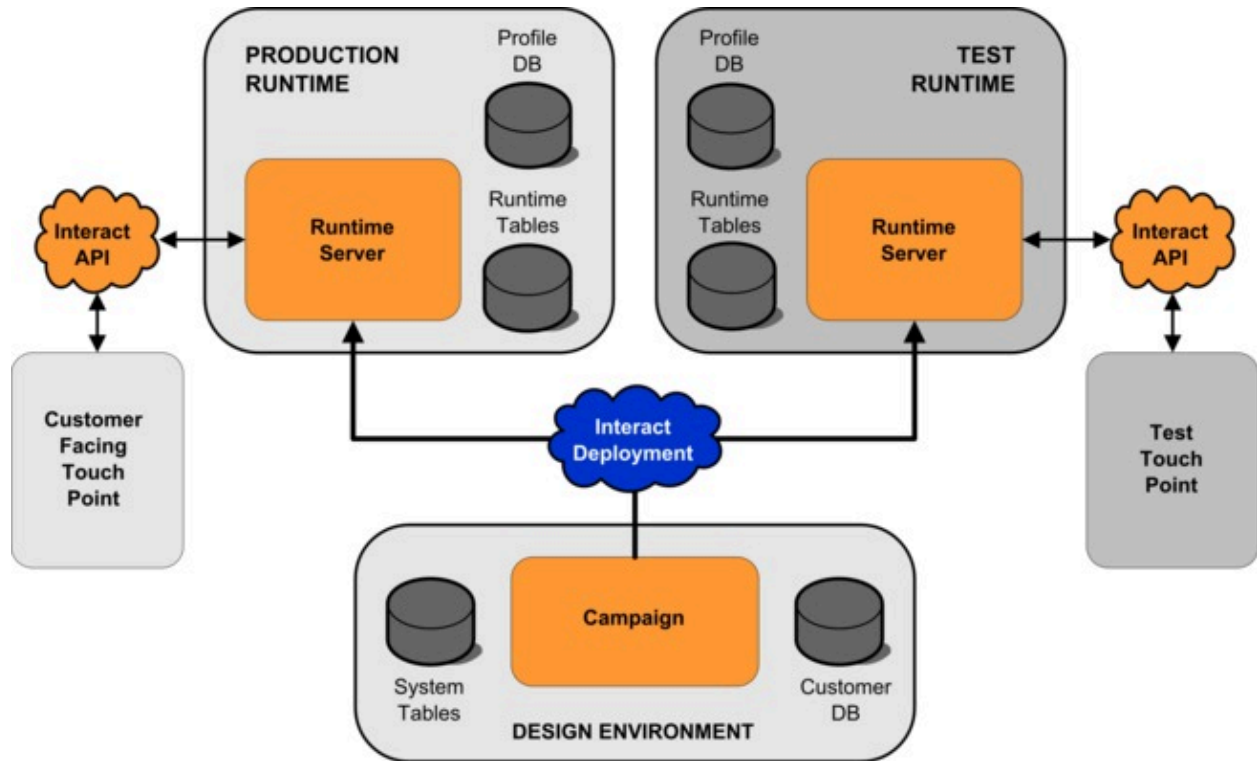 PRODUCTION
RUNTIME
Profile
DB
Runtime
Tables
Runtime
Server
Interact
API
Customer
Facing
Touch
Point
Profile
DB
TEST
RUNTIME
Runtime
Tables
Runtime
Server
Interact
API
Test
Touch
Point
Interact
Deployment
Campaign
System
Tables
Customer
DB
DESIGN ENVIRONMENT